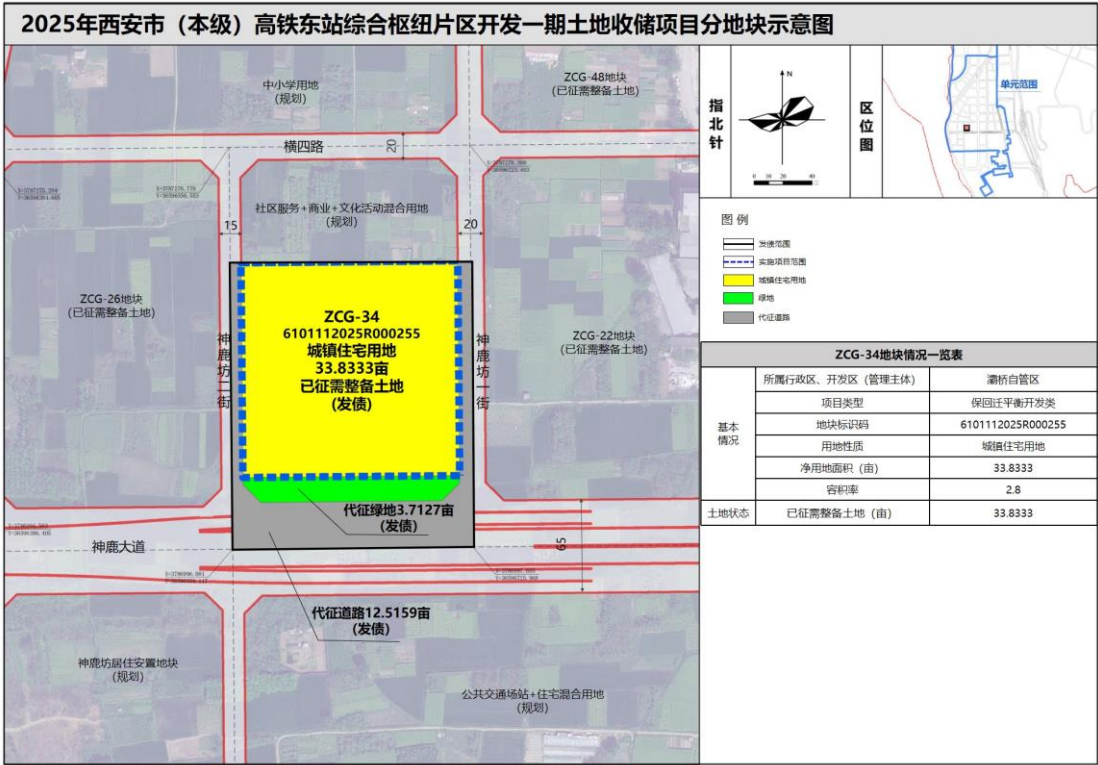 2025年西安市（本级）高铁东站综合枢纽片区开发一期土地收储项目分地块示意图
中小学用地
(规划)
ZCG-48地块
(已征需整备土地)
横四路
20
社区服务+商业+文化活动混合用地
(规划)
15
20
ZCG-26地块
(已征需整备土地)
神鹿坊二街
ZCG-34
6101112025R000255
城镇住宅用地
33.8333亩
已征需整备土地
(发债)
神鹿坊一街
ZCG-22地块
(已征需整备土地)
代征绿地3.7127亩
(发债)
神鹿大道
65
代征道路12.5159亩
(发债)
神鹿坊居住安置地块
(规划)
公共交通场站+住宅混合用地
(规划)
指北针
N
0 10 20 40
区位图
单元范围
图 例
发债范围
实施项目范围
城镇住宅用地
绿地
代征道路
ZCG-34地块情况一览表
基本情况
所属行政区、开发区（管理主体） 灞桥自管区
项目类型 保回迁平衡开发类
地块标识码 6101112025R000255
用地性质 城镇住宅用地
净用地面积（亩） 33.8333
容积率 2.8
土地状态 已征需整备土地（亩） 33.8333